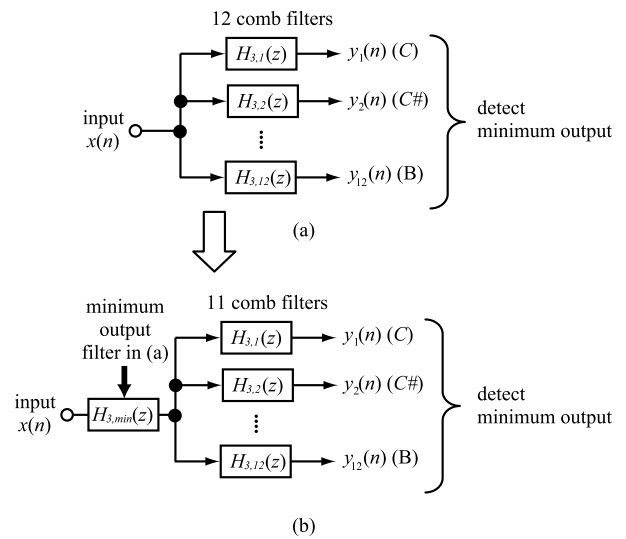 12 comb filters
H3,1(z) y1(n) (C)
H3,2(z) y2(n) (C#)
input
x(n)
detect
minimum output
H3,12(z) y12(n) (B)
(a)
minimum
output
filter in (a)
11 comb filters
H3,1(z) y1(n) (C)
H3,2(z) y2(n) (C#)
input
x(n)
H3,min(z)
detect
minimum output
H3,12(z) y12(n) (B)
(b)